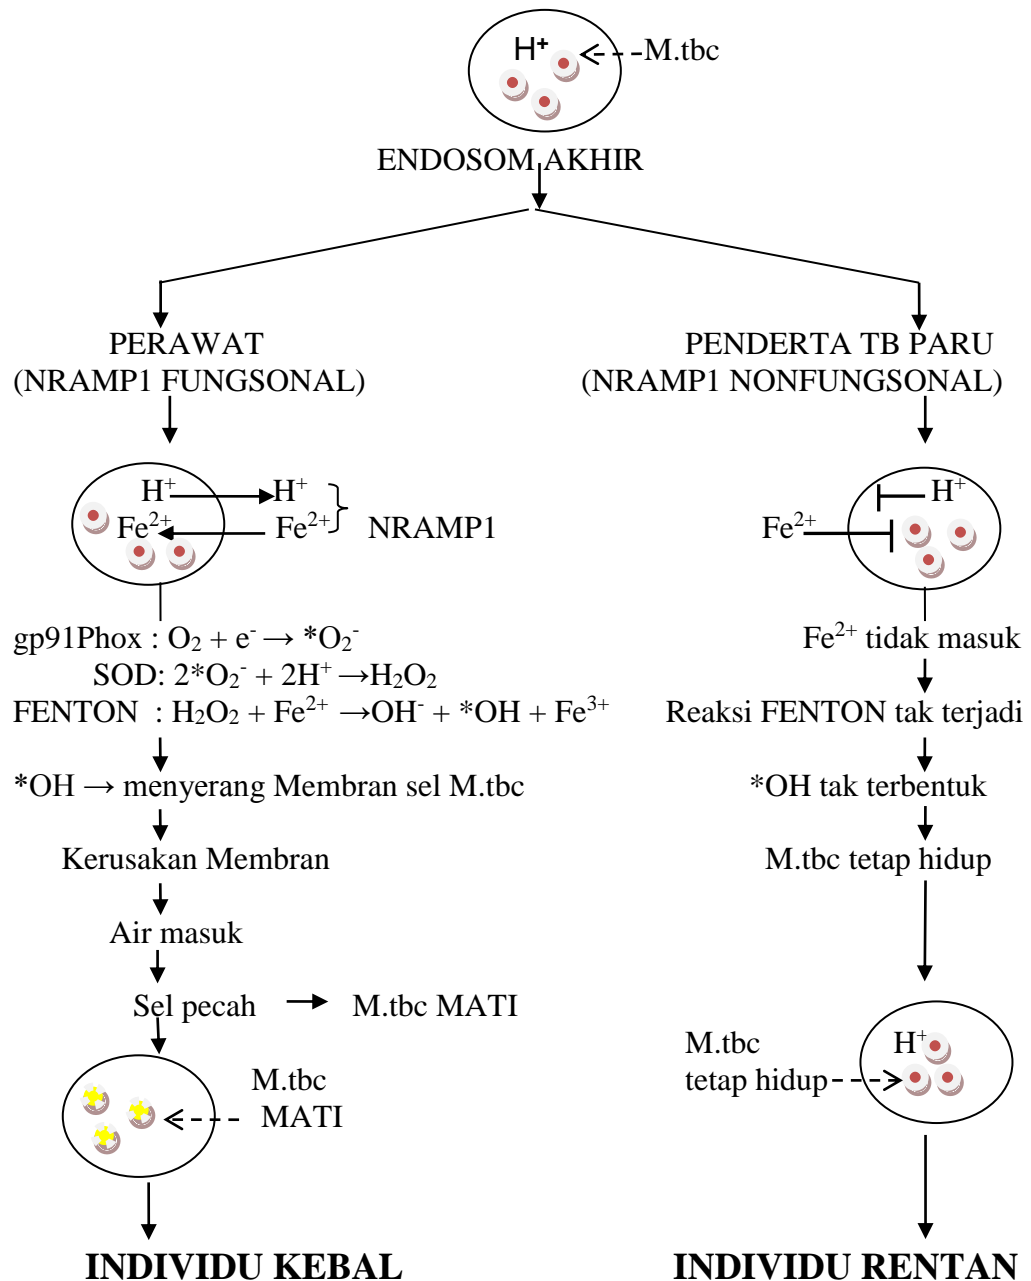 H⁺
M.tbc
ENDOSOM AKHIR
PERAWAT
(NRAMP1 FUNGSONAL)
H⁺ H⁺
Fe²⁺ Fe²⁺
NRAMP1
gp91Phox : O₂ + e⁻ → *O₂⁻
SOD: 2*O₂⁻ + 2H⁺ →H₂O₂
FENTON : H₂O₂ + Fe²⁺ →OH⁻ + *OH + Fe³⁺
*OH → menyerang Membran sel M.tbc
Kerusakan Membran
Air masuk
Sel pecah → M.tbc MATI
M.tbc
MATI
INDIVIDU KEBAL
PENDERTA TB PARU
(NRAMP1 NONFUNGSONAL)
H⁺
Fe²⁺
Fe²⁺ tidak masuk
Reaksi FENTON tak terjadi
*OH tak terbentuk
M.tbc tetap hidup
H⁺
M.tbc
tetap hidup
INDIVIDU RENTAN